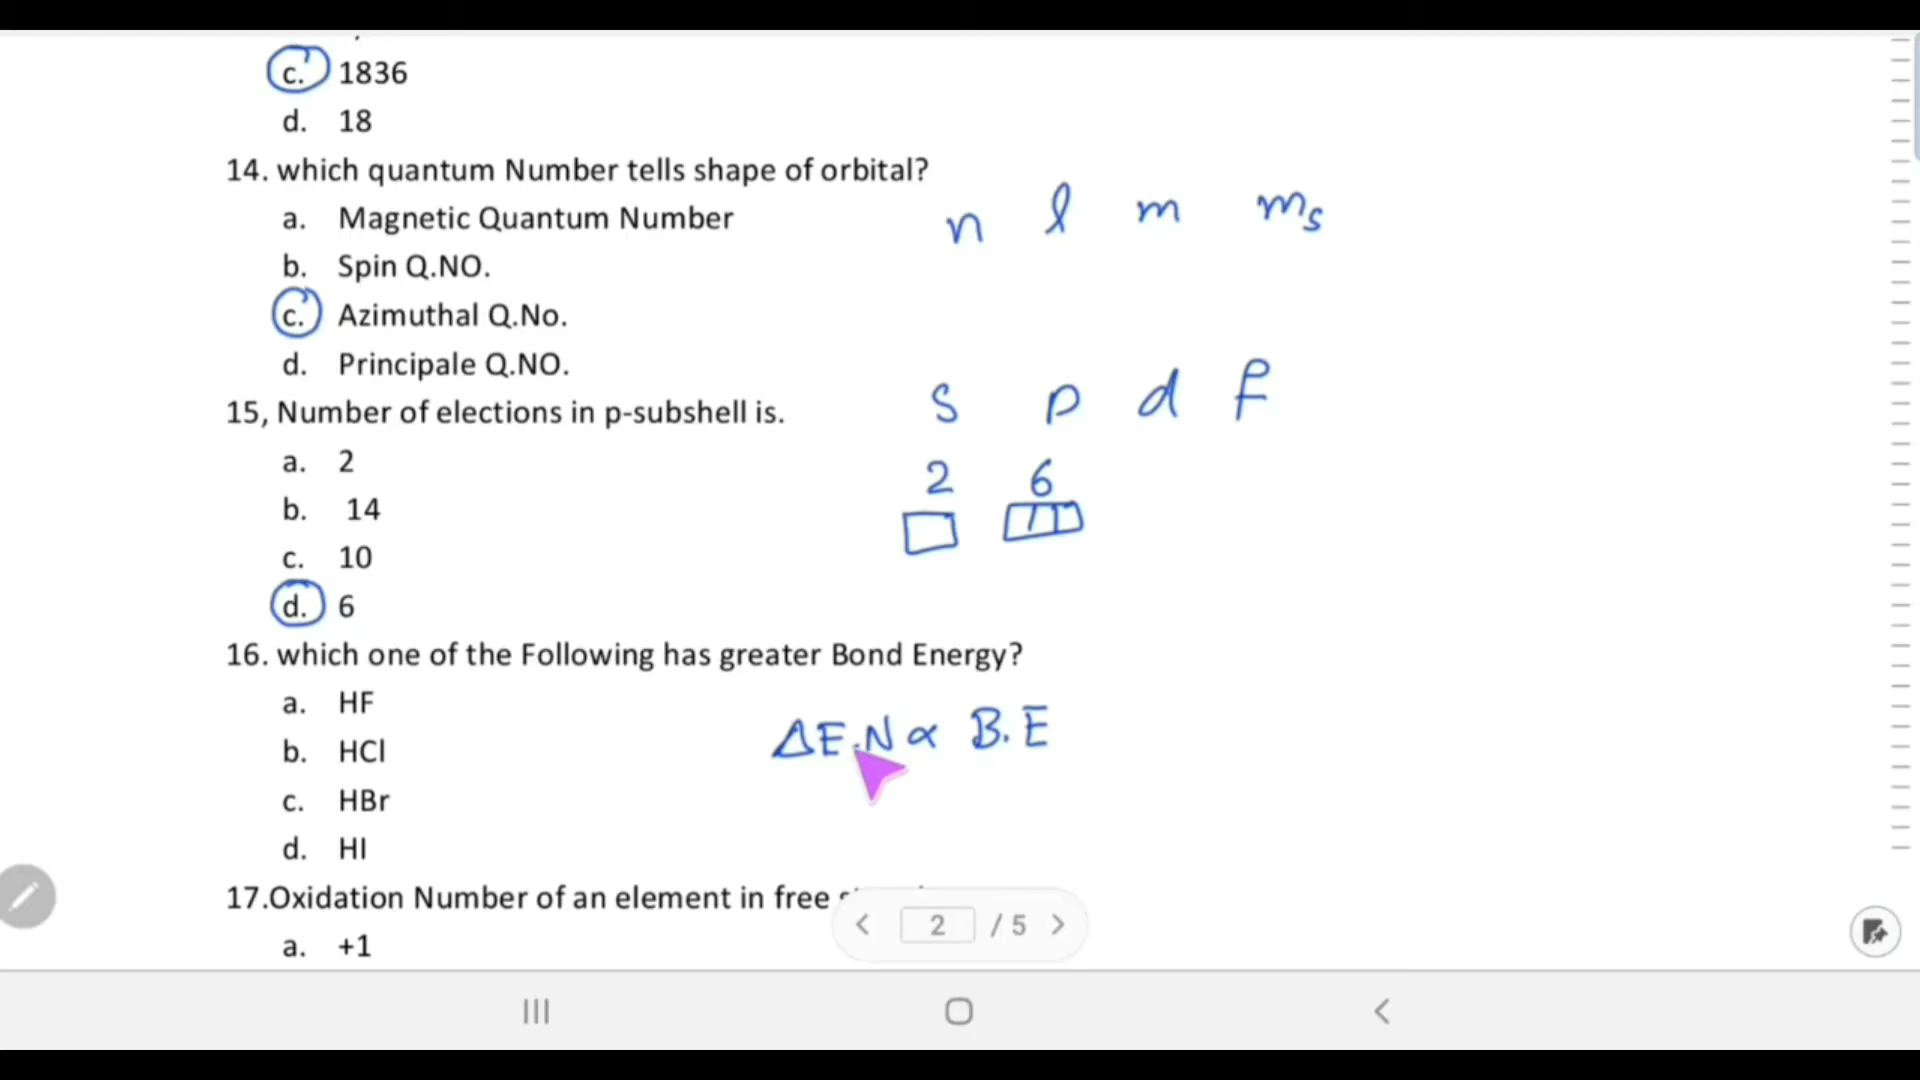 c. 1836
d. 18
14. which quantum Number tells shape of orbital?
a. Magnetic Quantum Number
n l m ms
b. Spin Q.NO.
c. Azimuthal Q.No.
d. Principale Q.NO.
s p d f
15, Number of elections in p-subshell is.
a. 2
2 6
b. 14
c. 10
d. 6
16. which one of the Following has greater Bond Energy?
a. HF
ΔE.N ∝ B.E
b. HCl
c. HBr
d. HI
17.Oxidation Number of an element in free
2 / 5
a. +1